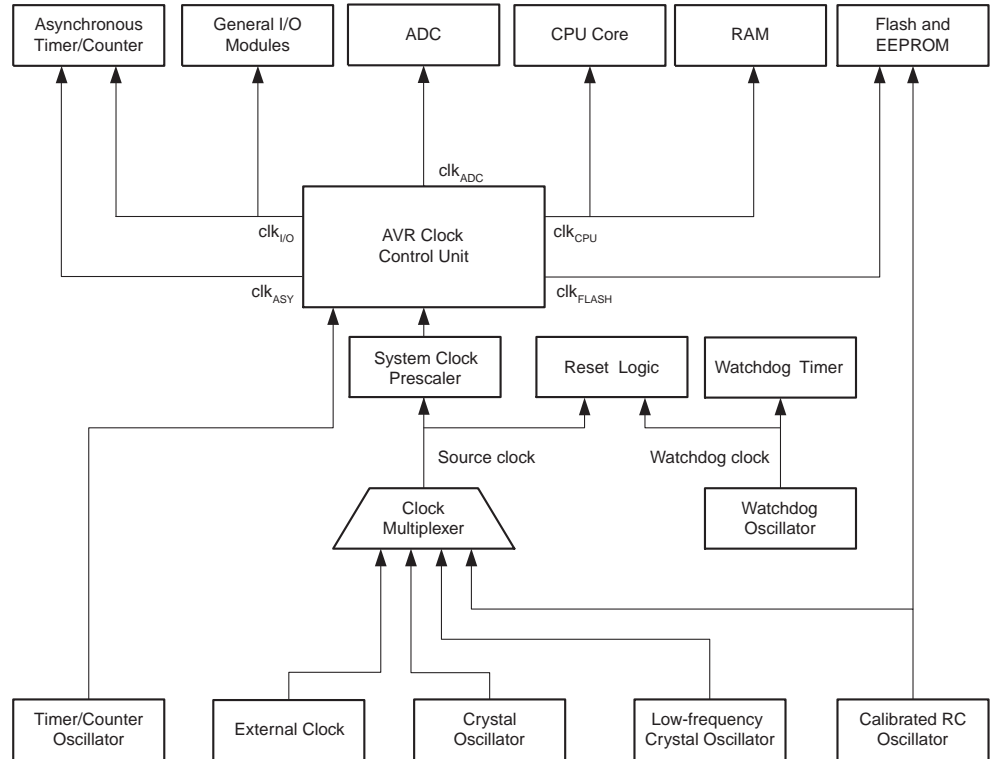 Asynchronous
Timer/Counter
General I/O
Modules
ADC
CPU Core
RAM
Flash and
EEPROM
clkADC
clkI/O
AVR Clock
Control Unit
clkCPU
clkASY
clkFLASH
System Clock
Prescaler
Reset Logic
Watchdog Timer
Source clock
Watchdog clock
Clock
Multiplexer
Watchdog
Oscillator
Timer/Counter
Oscillator
External Clock
Crystal
Oscillator
Low-frequency
Crystal Oscillator
Calibrated RC
Oscillator